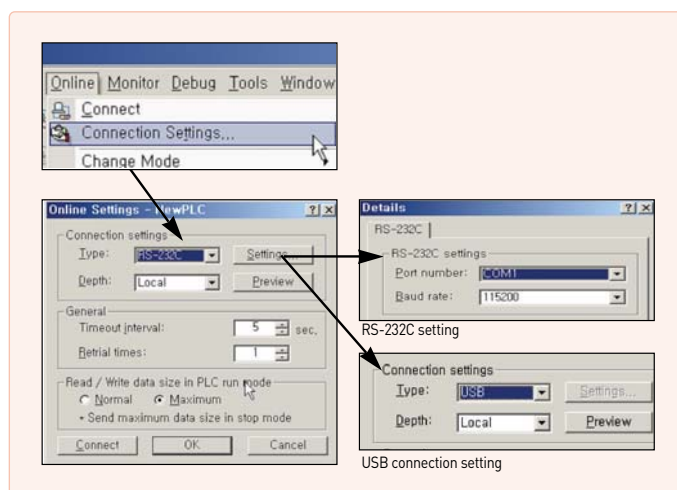 Online Monitor Debug Tools Window
Connect
Connection Settings...
Change Mode
Online Settings - NewPLC
Connection settings
Type: RS-232C Settings...
Depth: Local Preview
General
Timeout interval: 5 sec.
Retrial times: 1
Read / Write data size in PLC run mode
Normal Maximum
* Send maximum data size in stop mode
Connect OK Cancel
Details
RS-232C
RS-232C settings
Port number: COM1
Baud rate: 115200
RS-232C setting
Connection settings
Type: USB Settings...
Depth: Local Preview
USB connection setting